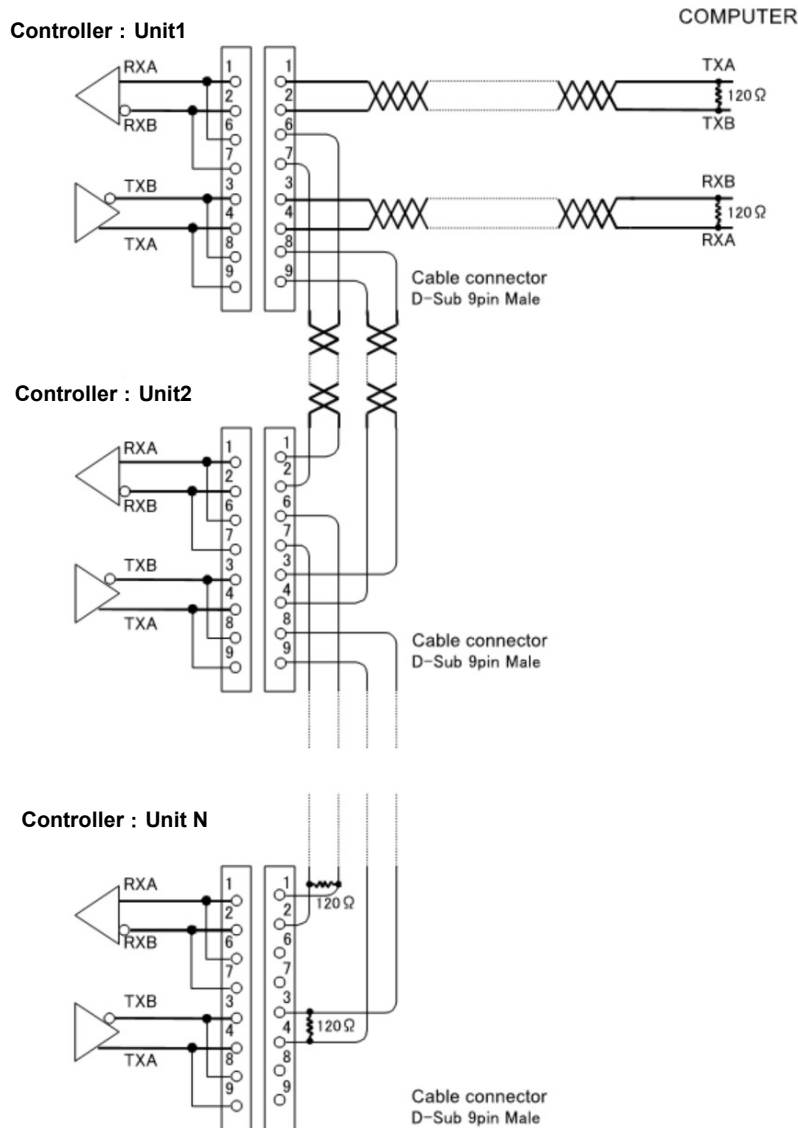 COMPUTER
Controller : Unit1
RXA
RXB
TXB
TXA
1
2
6
7
3
4
8
9
1
2
6
7
3
4
8
9
TXA
120Ω
TXB
RXB
120Ω
RXA
Cable connector
D-Sub 9pin Male
Controller : Unit2
RXA
RXB
TXB
TXA
1
2
6
7
3
4
8
9
1
2
6
7
3
4
8
9
Cable connector
D-Sub 9pin Male
Controller : Unit N
RXA
RXB
TXB
TXA
1
2
6
7
3
4
8
9
1
2
6
7
3
4
8
9
120Ω
120Ω
Cable connector
D-Sub 9pin Male